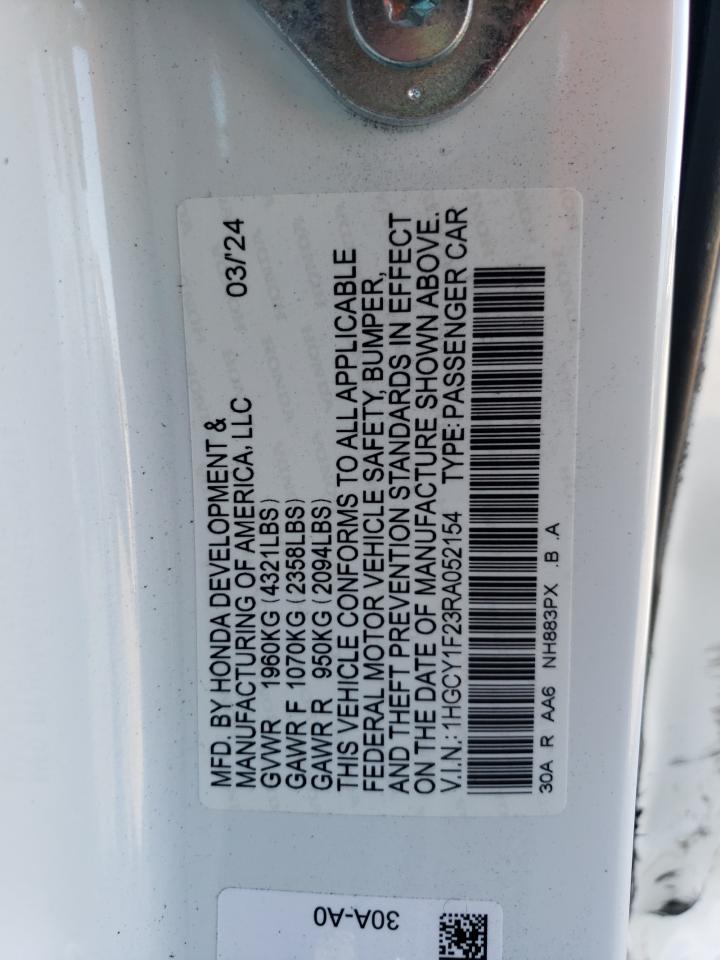 MFD. BY HONDA DEVELOPMENT & 03/'24
MANUFACTURING OF AMERICA, LLC
GVWR 1960KG (4321LBS)
GAWR F 1070KG (2358LBS)
GAWR R 950KG (2094LBS)
THIS VEHICLE CONFORMS TO ALL APPLICABLE
FEDERAL MOTOR VEHICLE SAFETY, BUMPER,
AND THEFT PREVENTION STANDARDS IN EFFECT
ON THE DATE OF MANUFACTURE SHOWN ABOVE.
V.I.N.: 1HGCY1F23RA052154 TYPE: PASSENGER CAR
30A R AA6 NH883PX .B .A
30A-A0